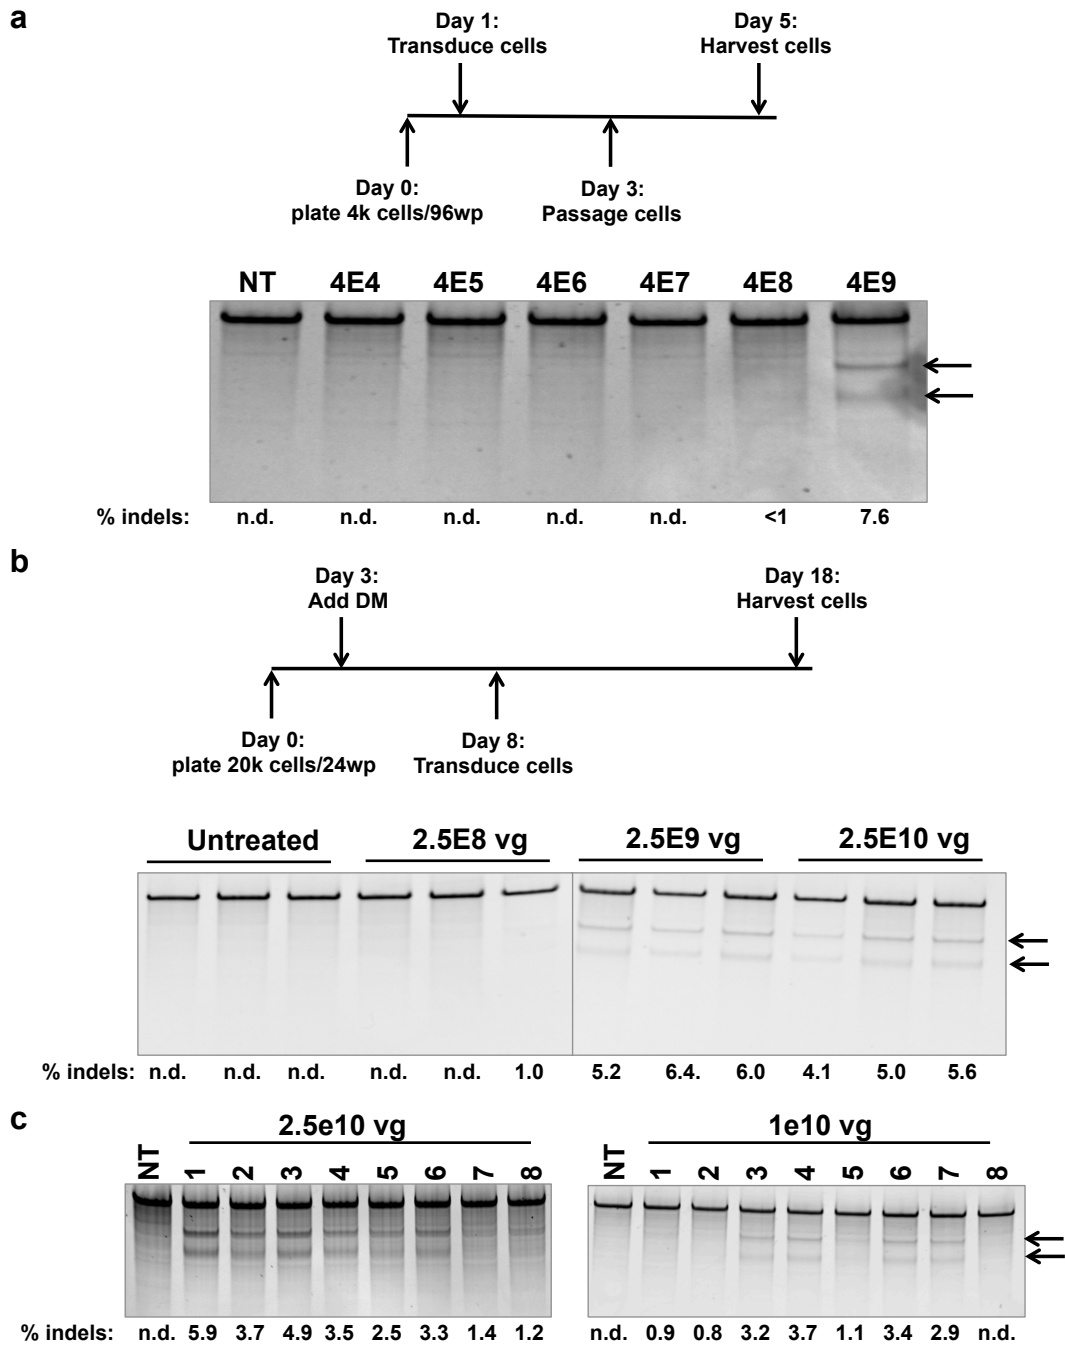 a
Day 1:
Transduce cells
Day 5:
Harvest cells
Day 0:
plate 4k cells/96wp
Day 3:
Passage cells
NT 4E4 4E5 4E6 4E7 4E8 4E9
% indels: n.d. n.d. n.d. n.d. n.d. <1 7.6
b
Day 3:
Add DM
Day 18:
Harvest cells
Day 0:
plate 20k cells/24wp
Day 8:
Transduce cells
Untreated 2.5E8 vg 2.5E9 vg 2.5E10 vg
% indels: n.d. n.d. n.d. n.d. n.d. 1.0 5.2 6.4. 6.0 4.1 5.0 5.6
c
2.5e10 vg 1e10 vg
NT 1 2 3 4 5 6 7 8 NT 1 2 3 4 5 6 7 8
% indels: n.d. 5.9 3.7 4.9 3.5 2.5 3.3 1.4 1.2 n.d. 0.9 0.8 3.2 3.7 1.1 3.4 2.9 n.d.